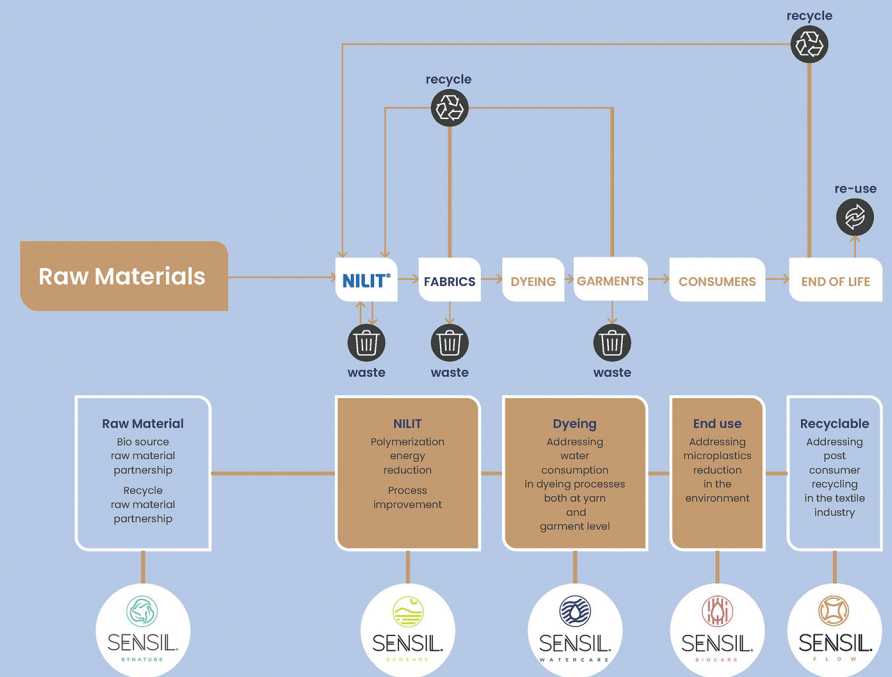 recycle
recycle
re-use
Raw Materials
NILIT®
FABRICS
DYEING
GARMENTS
CONSUMERS
END OF LIFE
waste
waste
waste
Raw Material
Bio source
raw material
partnership
Recycle
raw material
partnership
NILIT
Polymerization
energy
reduction
Process
improvement
Dyeing
Addressing
water
consumption
in dyeing processes
both at yarn
and
garment level
End use
Addressing
microplastics
reduction
in the
environment
Recyclable
Addressing
post
consumer
recycling
in the textile
industry
SENSIL.
BYNATURE
SENSIL.
ECOCARE
SENSIL.
WATERCARE
SENSIL.
BIOCARE
SENSIL.
FLOW